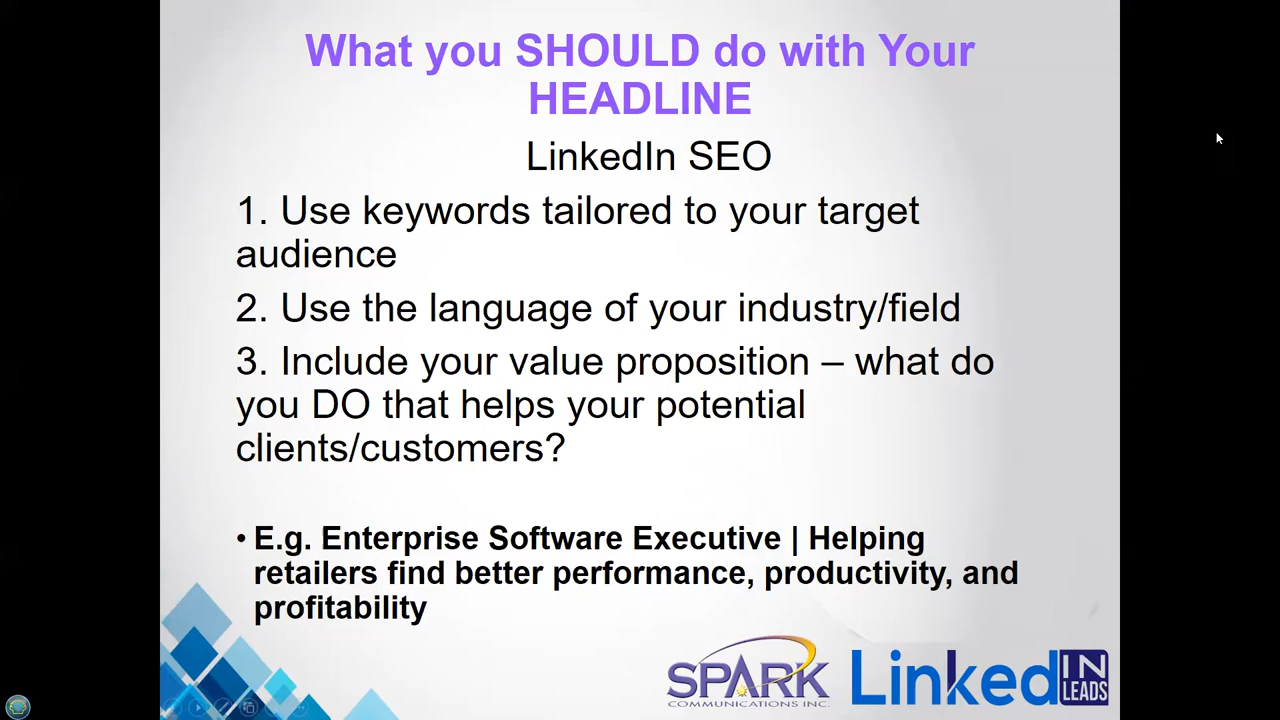 What you SHOULD do with Your
HEADLINE
LinkedIn SEO
1. Use keywords tailored to your target
audience
2. Use the language of your industry/field
3. Include your value proposition – what do
you DO that helps your potential
clients/customers?
• E.g. Enterprise Software Executive | Helping
retailers find better performance, productivity, and
profitability
SPARK
COMMUNICATIONS INC.
Linked IN
LEADS